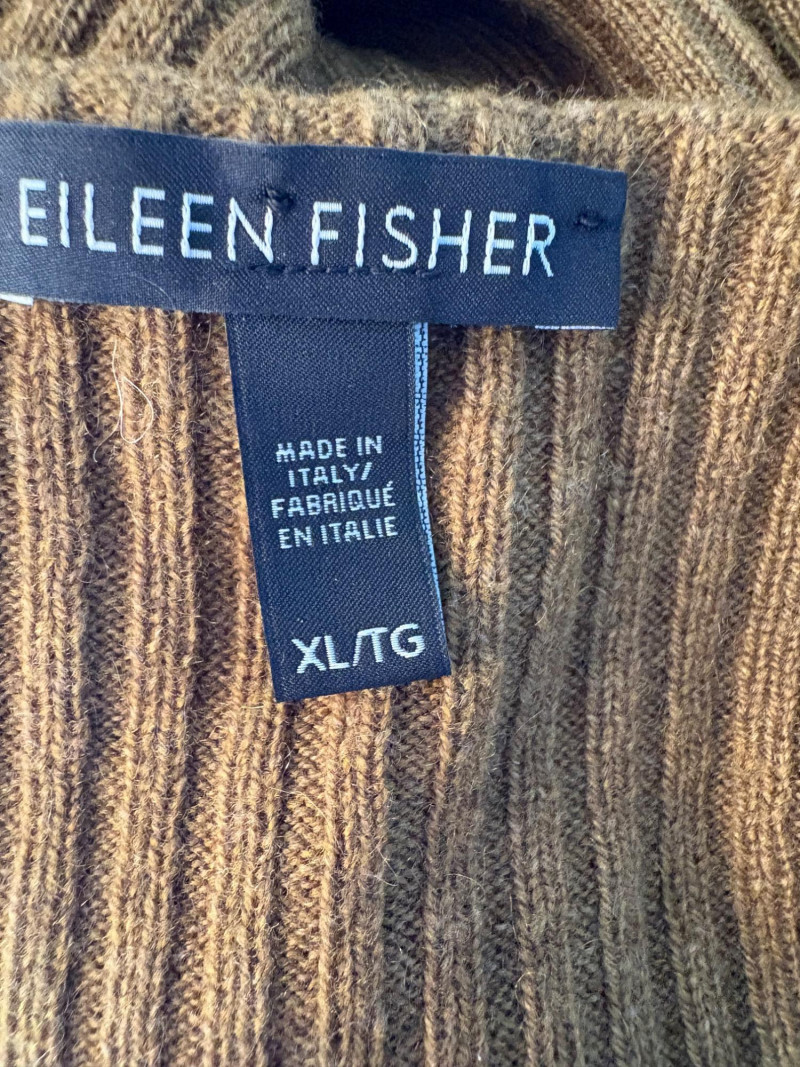 EILEEN FISHER
MADE IN
ITALY/
FABRIQUÉ
EN ITALIE
XL/TG